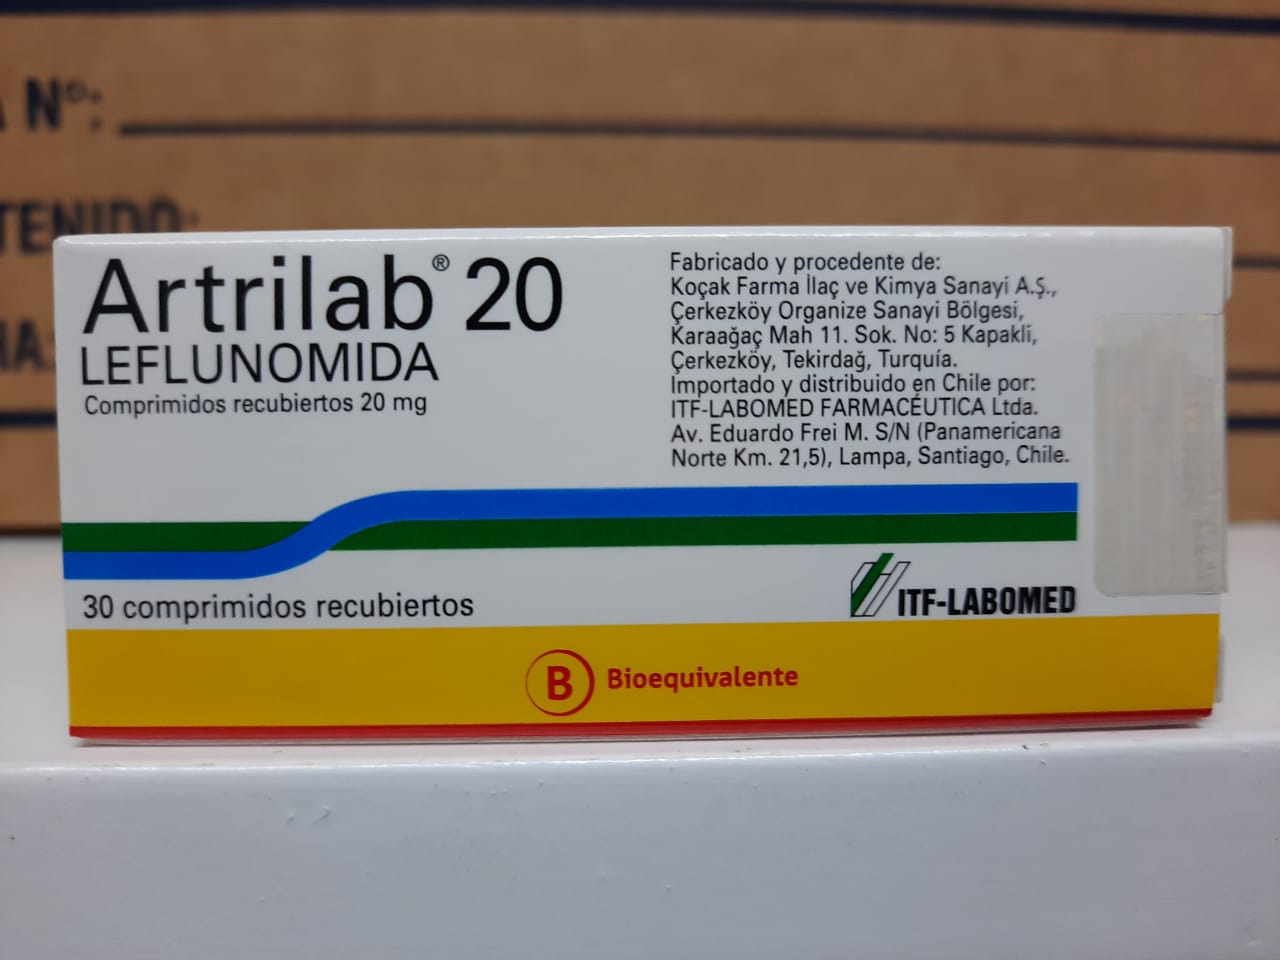 Nº:
TENIDO:
Artrilab® 20
LEFLUNOMIDA
Comprimidos recubiertos 20 mg
Fabricado y procedente de:
Koçak Farma İlaç ve Kimya Sanayi A.Ş.,
Çerkezköy Organize Sanayi Bölgesi,
Karaağaç Mah 11. Sok. No: 5 Kapakli,
Çerkezköy, Tekirdağ, Turquía.
Importado y distribuido en Chile por:
ITF-LABOMED FARMACÉUTICA Ltda.
Av. Eduardo Frei M. S/N (Panamericana
Norte Km. 21,5), Lampa, Santiago, Chile.
30 comprimidos recubiertos
ITF-LABOMED
B Bioequivalente